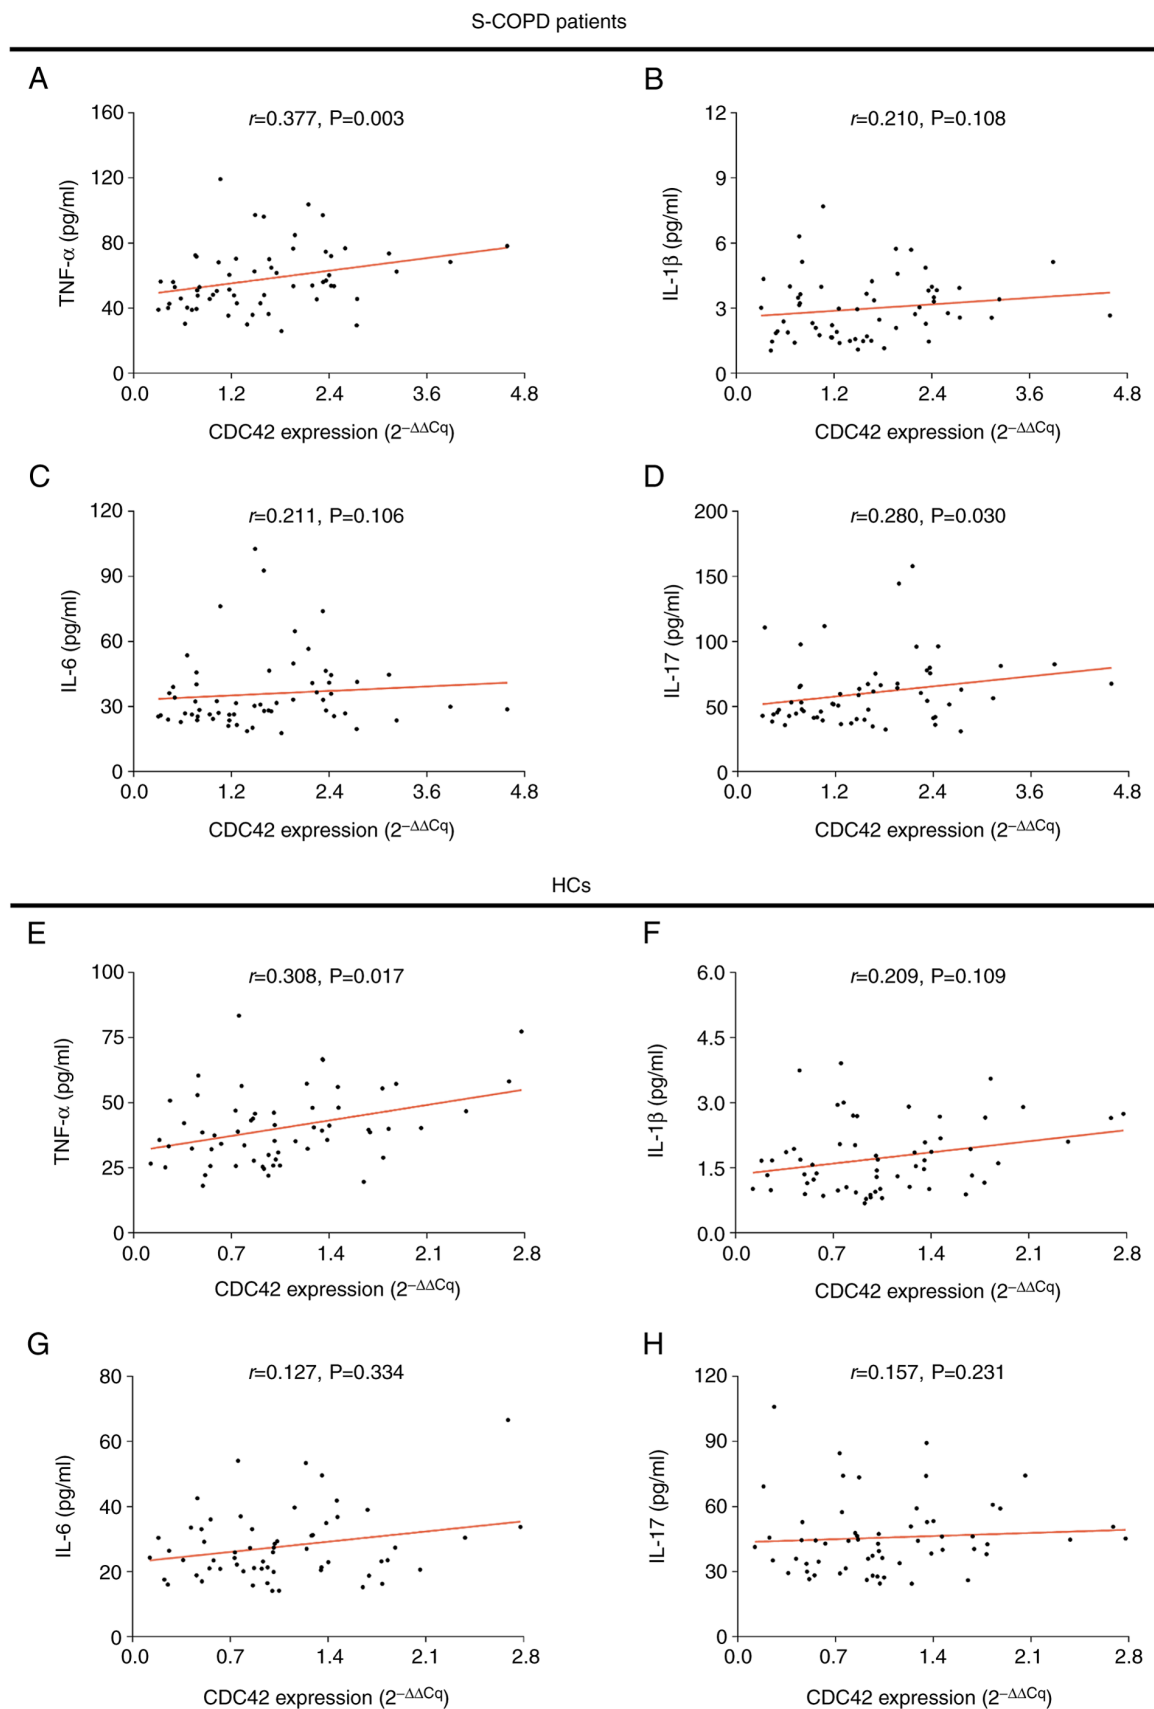 S-COPD patients
A
r=0.377, P=0.003
TNF-α (pg/ml)
160
120
80
40
0
0.0 1.2 2.4 3.6 4.8
CDC42 expression (2−ΔΔCq)
B
r=0.210, P=0.108
IL-1β (pg/ml)
12
9
6
3
0
0.0 1.2 2.4 3.6 4.8
CDC42 expression (2−ΔΔCq)
C
r=0.211, P=0.106
IL-6 (pg/ml)
120
90
60
30
0
0.0 1.2 2.4 3.6 4.8
CDC42 expression (2−ΔΔCq)
D
r=0.280, P=0.030
IL-17 (pg/ml)
200
150
100
50
0
0.0 1.2 2.4 3.6 4.8
CDC42 expression (2−ΔΔCq)
HCs
E
r=0.308, P=0.017
TNF-α (pg/ml)
100
75
50
25
0
0.0 0.7 1.4 2.1 2.8
CDC42 expression (2−ΔΔCq)
F
r=0.209, P=0.109
IL-1β (pg/ml)
6.0
4.5
3.0
1.5
0.0
0.0 0.7 1.4 2.1 2.8
CDC42 expression (2−ΔΔCq)
G
r=0.127, P=0.334
IL-6 (pg/ml)
80
60
40
20
0
0.0 0.7 1.4 2.1 2.8
CDC42 expression (2−ΔΔCq)
H
r=0.157, P=0.231
IL-17 (pg/ml)
120
90
60
30
0
0.0 0.7 1.4 2.1 2.8
CDC42 expression (2−ΔΔCq)